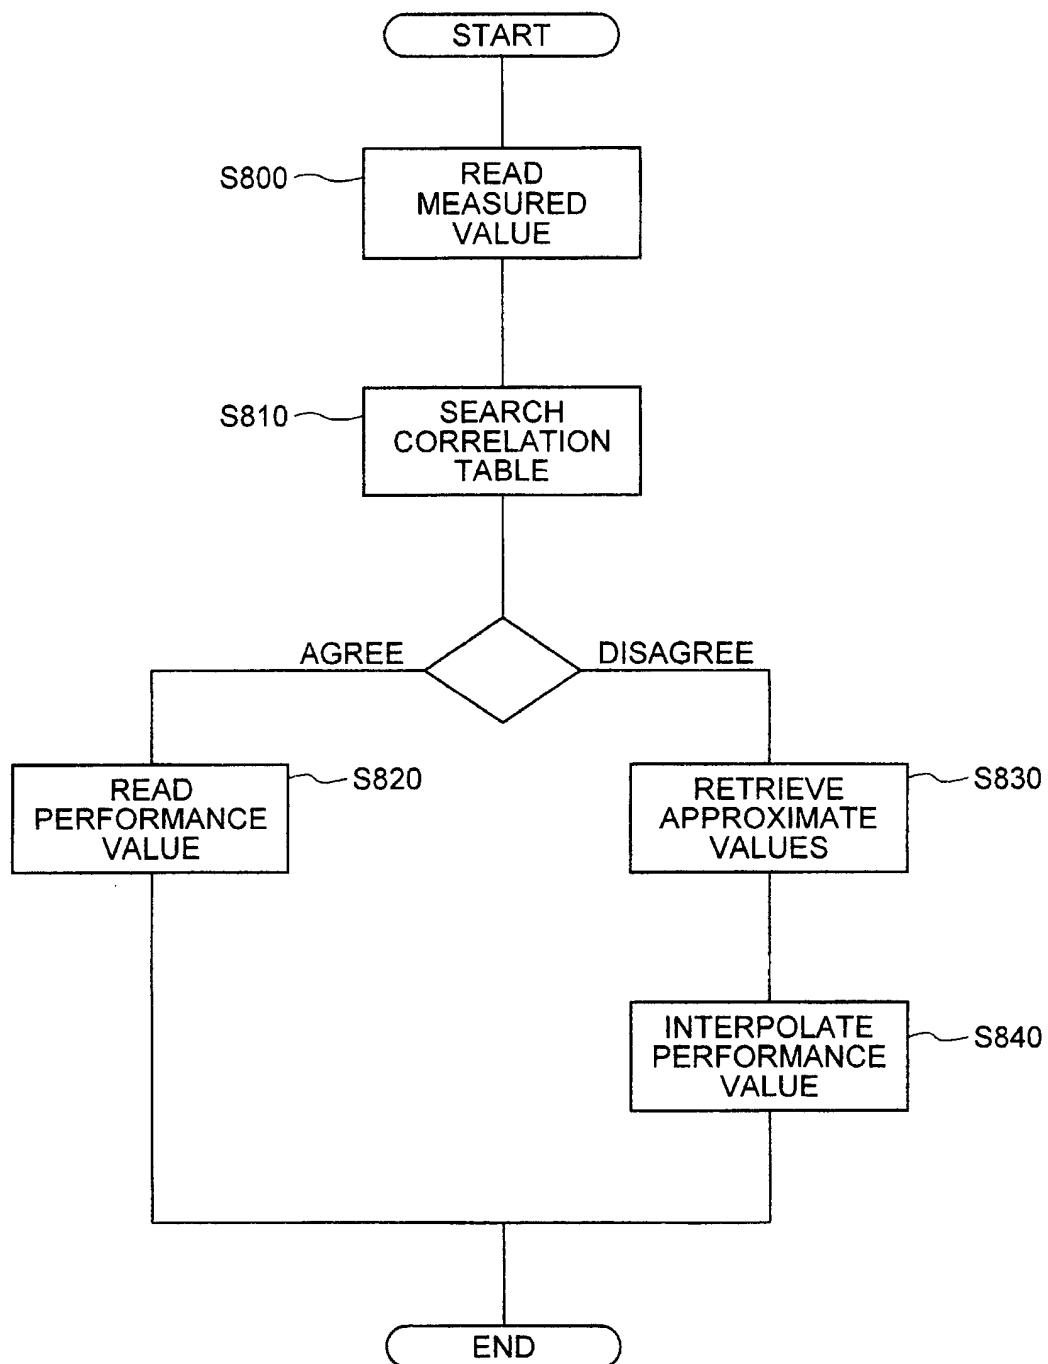 START
S800
READ
MEASURED
VALUE
S810
SEARCH
CORRELATION
TABLE
AGREE
DISAGREE
READ
PERFORMANCE
VALUE
S820
RETRIEVE
APPROXIMATE
VALUES
S830
INTERPOLATE
PERFORMANCE
VALUE
S840
END